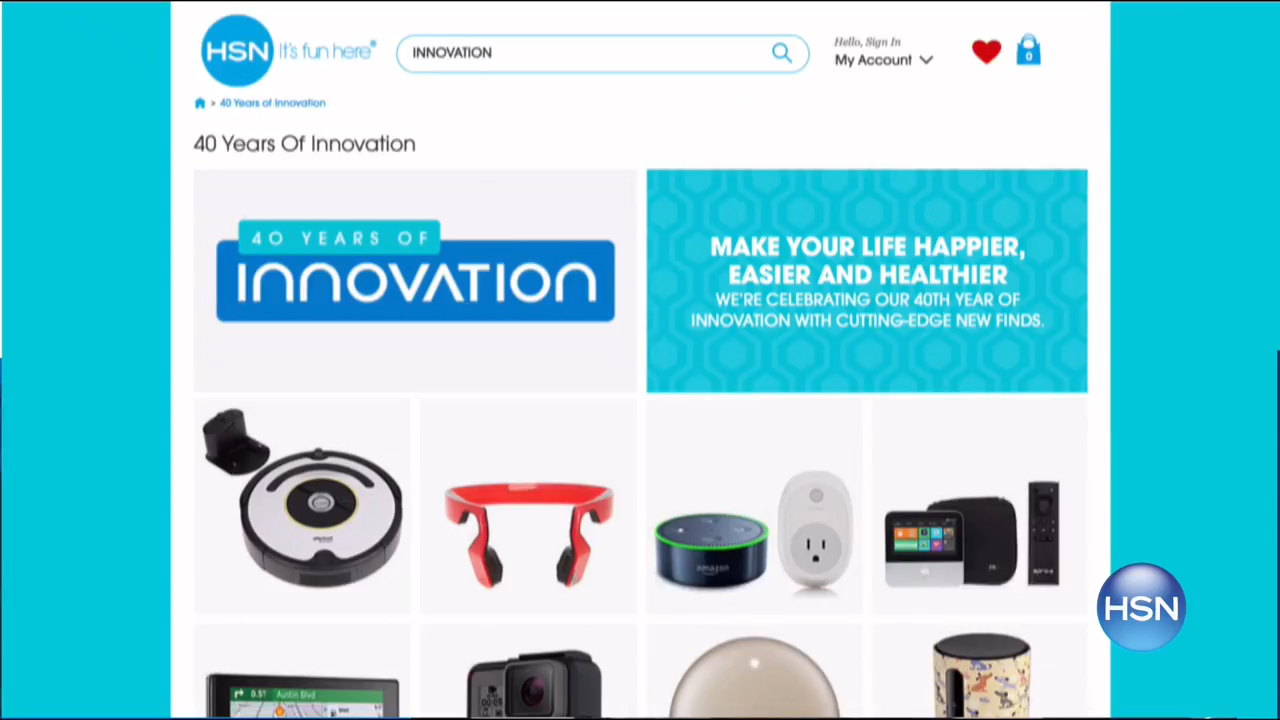 HSN It's fun here®
INNOVATION
Hello, Sign In
My Account
0
> 40 Years of Innovation
40 Years Of Innovation
40 YEARS OF
INNOVATION
MAKE YOUR LIFE HAPPIER,
EASIER AND HEALTHIER
WE'RE CELEBRATING OUR 40TH YEAR OF
INNOVATION WITH CUTTING-EDGE NEW FINDS.
amazon
HSN
0.5
Austin Blvd